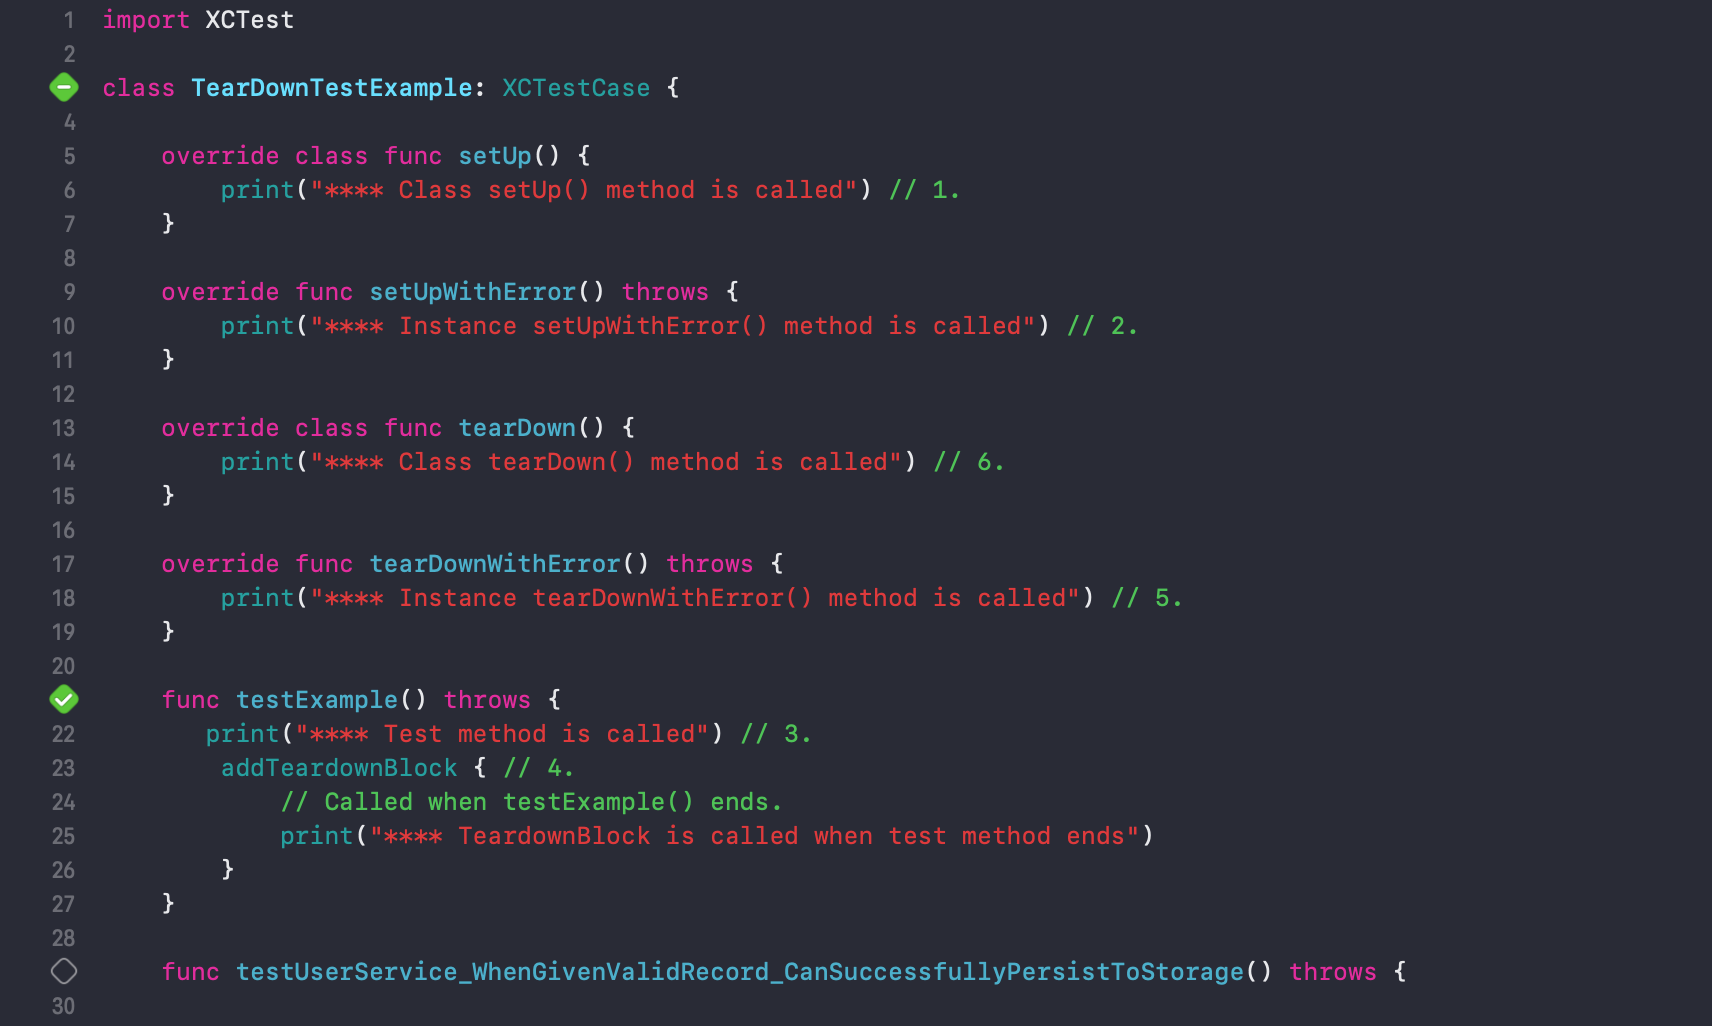 1 import XCTest
2
class TearDownTestExample: XCTestCase {
4
5 override class func setUp() {
6 print("**** Class setUp() method is called") // 1.
7 }
8
9 override func setUpWithError() throws {
10 print("**** Instance setUpWithError() method is called") // 2.
11 }
12
13 override class func tearDown() {
14 print("**** Class tearDown() method is called") // 6.
15 }
16
17 override func tearDownWithError() throws {
18 print("**** Instance tearDownWithError() method is called") // 5.
19 }
20
func testExample() throws {
22 print("**** Test method is called") // 3.
23 addTeardownBlock { // 4.
24 // Called when testExample() ends.
25 print("**** TeardownBlock is called when test method ends")
26 }
27 }
28
func testUserService_WhenGivenValidRecord_CanSuccessfullyPersistToStorage() throws {
30